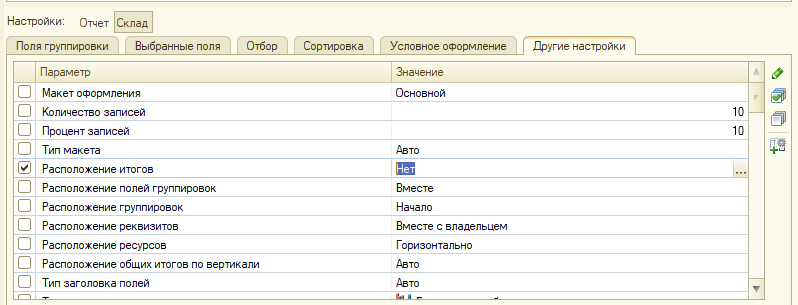 Настройки: Отчет Склад
Поля группировки Выбранные поля Отбор Сортировка Условное оформление Другие настройки
Параметр Значение
Макет оформления Основной
Количество записей 10
Процент записей 10
Тип макета Авто
Расположение итогов Нет ...
Расположение полей группировок Вместе
Расположение группировок Начало
Расположение реквизитов Вместе с владельцем
Расположение ресурсов Горизонтально
Расположение общих итогов по вертикали Авто
Тип заголовка полей Авто